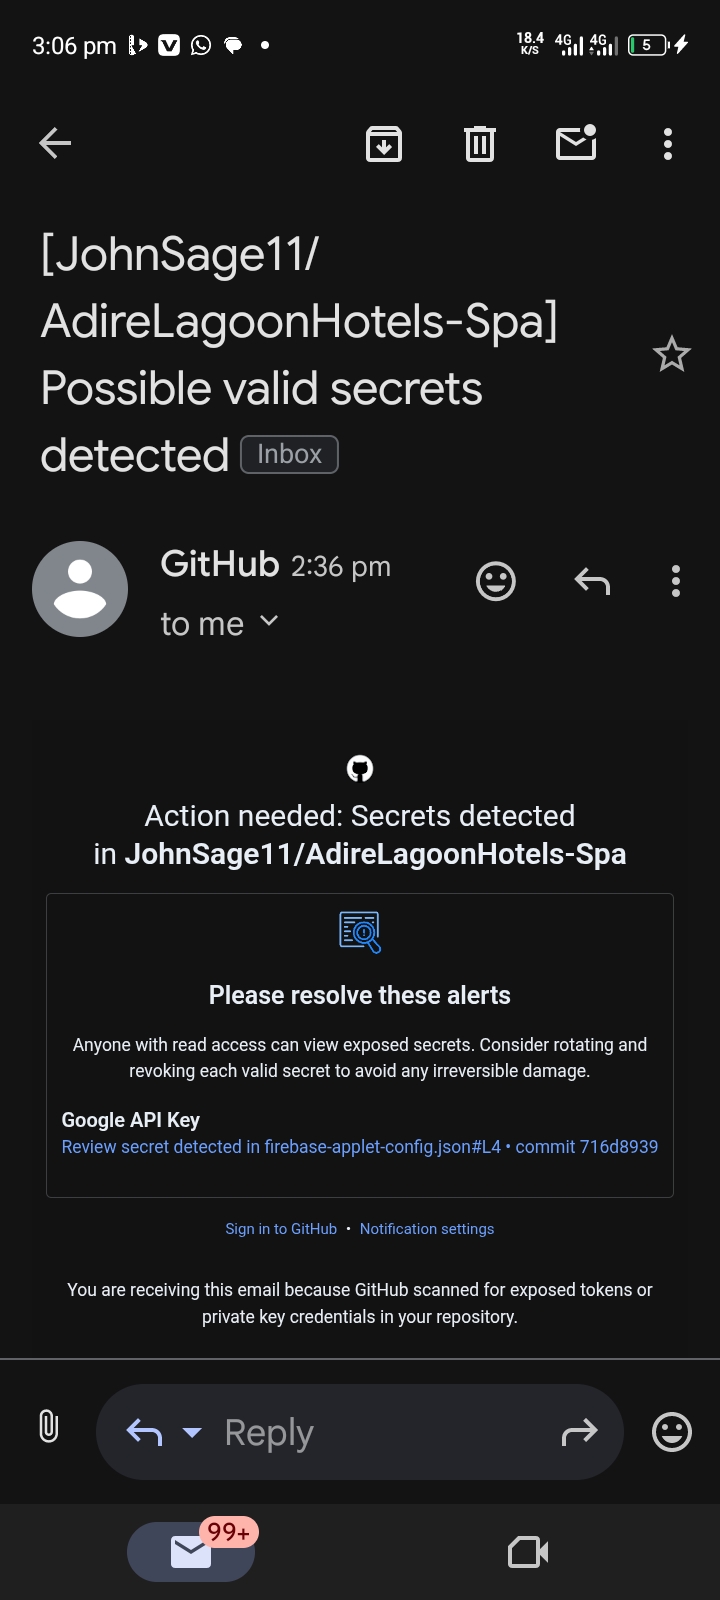 3:06 pm
18.4 K/S 4G 4G 5
[JohnSage11/
AdireLagoonHotels-Spa]
Possible valid secrets
detected Inbox
GitHub 2:36 pm
to me
Action needed: Secrets detected
in JohnSage11/AdireLagoonHotels-Spa
Please resolve these alerts
Anyone with read access can view exposed secrets. Consider rotating and
revoking each valid secret to avoid any irreversible damage.
Google API Key
Review secret detected in firebase-applet-config.json#L4 • commit 716d8939
Sign in to GitHub • Notification settings
You are receiving this email because GitHub scanned for exposed tokens or
private key credentials in your repository.
Reply
99+